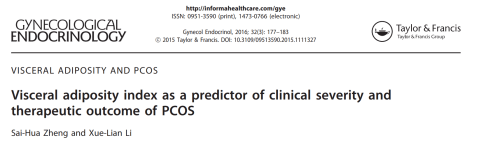 GYNECOLOGICAL
ENDOCRINOLOGY
http://informahealthcare.com/gye
ISSN: 0951-3590 (print), 1473-0766 (electronic)
Gynecol Endocrinol, 2016; 32(3): 177–183
© 2015 Taylor & Francis. DOI: 10.3109/09513590.2015.1111327
Taylor & Francis
Taylor & Francis Group
VISCERAL ADIPOSITY AND PCOS
Visceral adiposity index as a predictor of clinical severity and
therapeutic outcome of PCOS
Sai-Hua Zheng and Xue-Lian Li